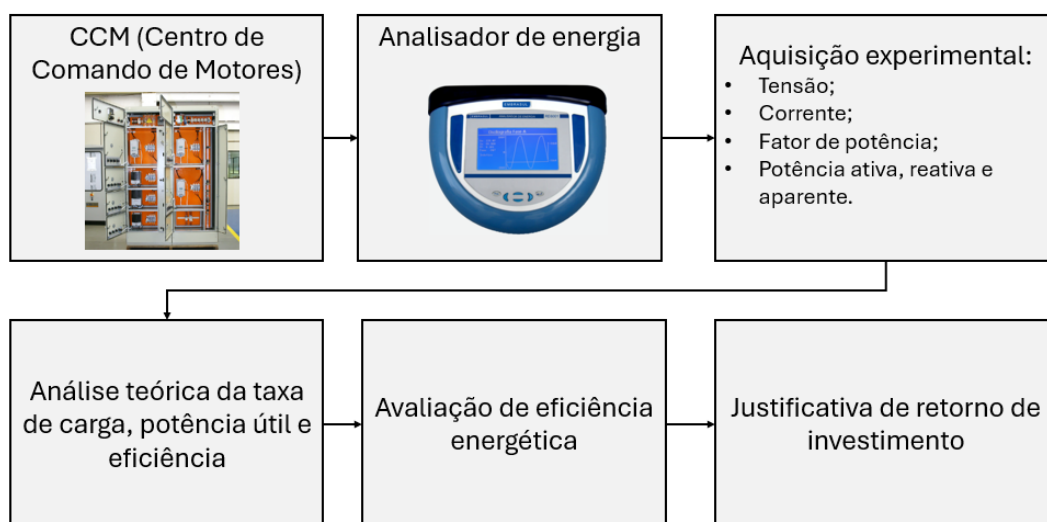 CCM (Centro de
Comando de Motores)
Analisador de energia
Aquisição experimental:
• Tensão;
• Corrente;
• Fator de potência;
• Potência ativa, reativa e
aparente.
Análise teórica da taxa
de carga, potência útil e
eficiência
Avaliação de eficiência
energética
Justificativa de retorno de
investimento